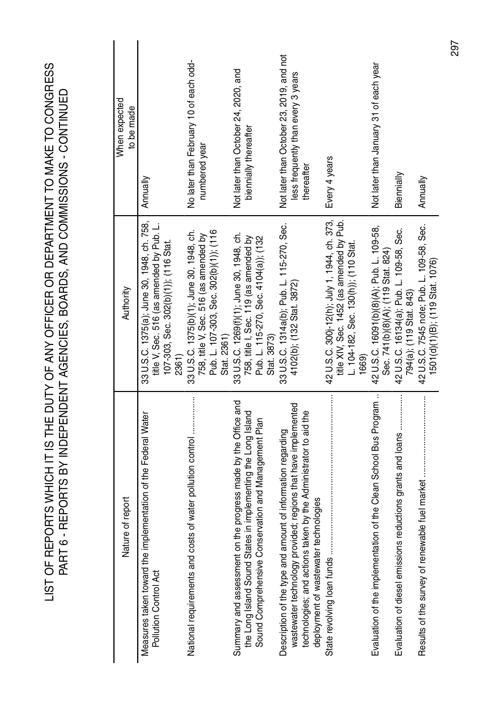 LIST OF REPORTS WHICH IT IS THE DUTY OF ANY OFFICER OR DEPARTMENT TO MAKE TO CONGRESS
PART 6 - REPORTS BY INDEPENDENT AGENCIES, BOARDS, AND COMMISSIONS - CONTINUED
Nature of report
Authority
When expected
to be made
Measures taken toward the implementation of the Federal Water
Pollution Control Act
33 U.S.C. 1375(a); June 30, 1948, ch. 758,
title V, Sec. 516 (as amended by Pub. L.
107-303, Sec. 302(b)(1)); (116 Stat.
2361)
Annually
National requirements and costs of water pollution control ................
33 U.S.C. 1375(b)(1); June 30, 1948, ch.
758, title V, Sec. 516 (as amended by
Pub. L. 107-303, Sec. 302(b)(1)); (116
Stat. 2361)
No later than February 10 of each odd-
numbered year
Summary and assessment on the progress made by the Office and
the Long Island Sound States in implementing the Long Island
Sound Comprehensive Conservation and Management Plan
33 U.S.C. 1269(f)(1); June 30, 1948, ch.
758, title I, Sec. 119 (as amended by
Pub. L. 115-270, Sec. 4104(a)); (132
Stat. 3873)
Not later than October 24, 2020, and
biennially thereafter
Description of the type and amount of information regarding
wastewater technology provided; regions that have implemented
technologies; and actions taken by the Administrator to aid the
deployment of wastewater technologies
33 U.S.C. 1314a(b); Pub. L. 115-270, Sec.
4102(b); (132 Stat. 3872)
Not later than October 23, 2019, and not
less frequently than every 3 years
thereafter
State revolving loan funds ................................................................
42 U.S.C. 300j-12(h); July 1, 1944, ch. 373,
title XIV, Sec. 1452 (as amended by Pub.
L. 104-182, Sec. 130(h)); (110 Stat.
1669)
Every 4 years
Evaluation of the implementation of the Clean School Bus Program ..
42 U.S.C. 16091(b)(8)(A); Pub. L. 109-58,
Sec. 741(b)(8)(A); (119 Stat. 824)
Not later than January 31 of each year
Evaluation of diesel emissions reductions grants and loans ..............
42 U.S.C. 16134(a); Pub. L. 109-58, Sec.
794(a); (119 Stat. 843)
Biennially
Results of the survey of renewable fuel market ................................
42 U.S.C. 7545 note; Pub. L. 109-58, Sec.
1501(d)(1)(B); (119 Stat. 1076)
Annually
297